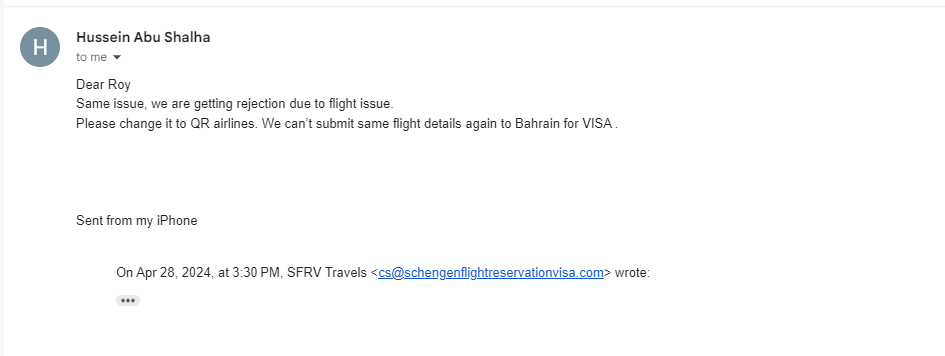 H
Hussein Abu Shalha
to me
Dear Roy
Same issue, we are getting rejection due to flight issue.
Please change it to QR airlines. We can't submit same flight details again to Bahrain for VISA .
Sent from my iPhone
On Apr 28, 2024, at 3:30 PM, SFRV Travels <cs@schengenflightreservationvisa.com> wrote: